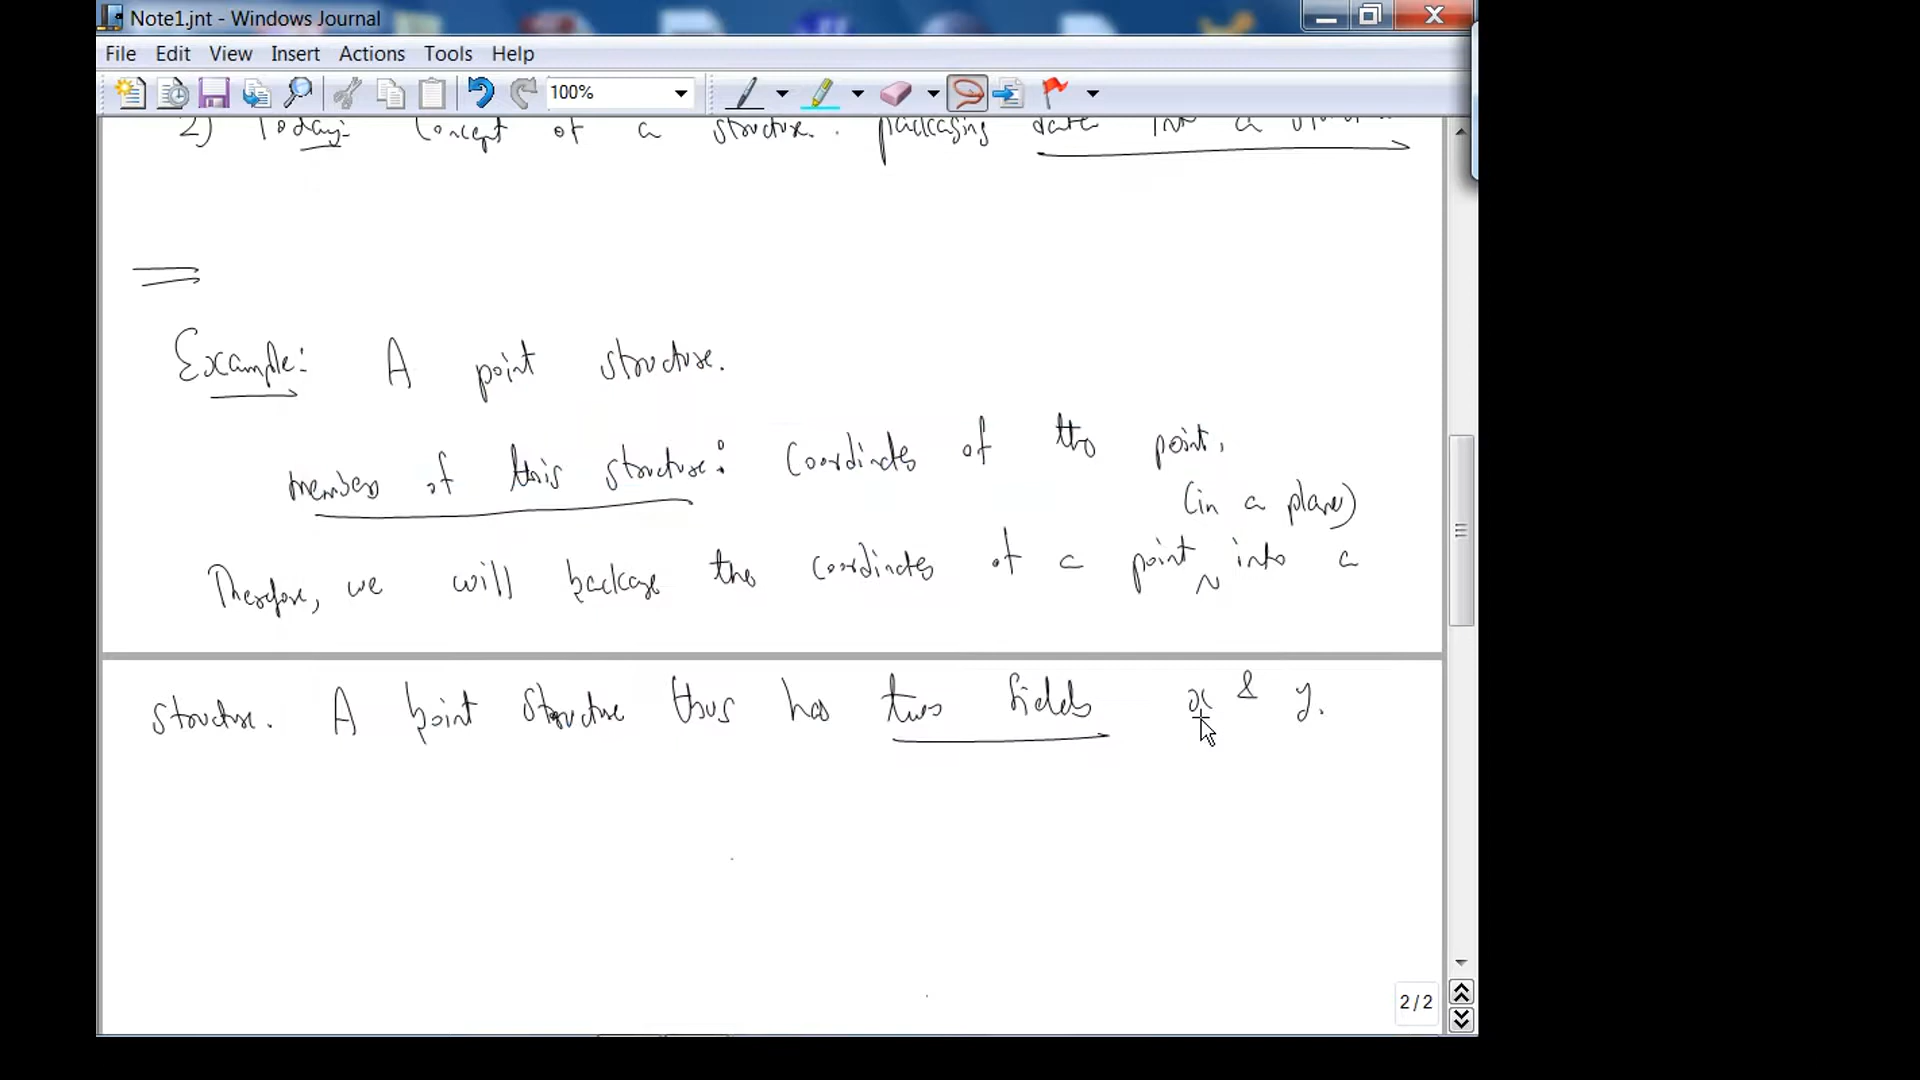 Note1.jnt - Windows Journal
File Edit View Insert Actions Tools Help
100%
2) Today: Concept of a structure. packaging data into a
Example: A point structure.
members of this structure: Coordinates of the point.
(in a plane)
Therefore, we will package the coordinates of a point into a
structure. A point structure thus has two fields x & y.
2 / 2